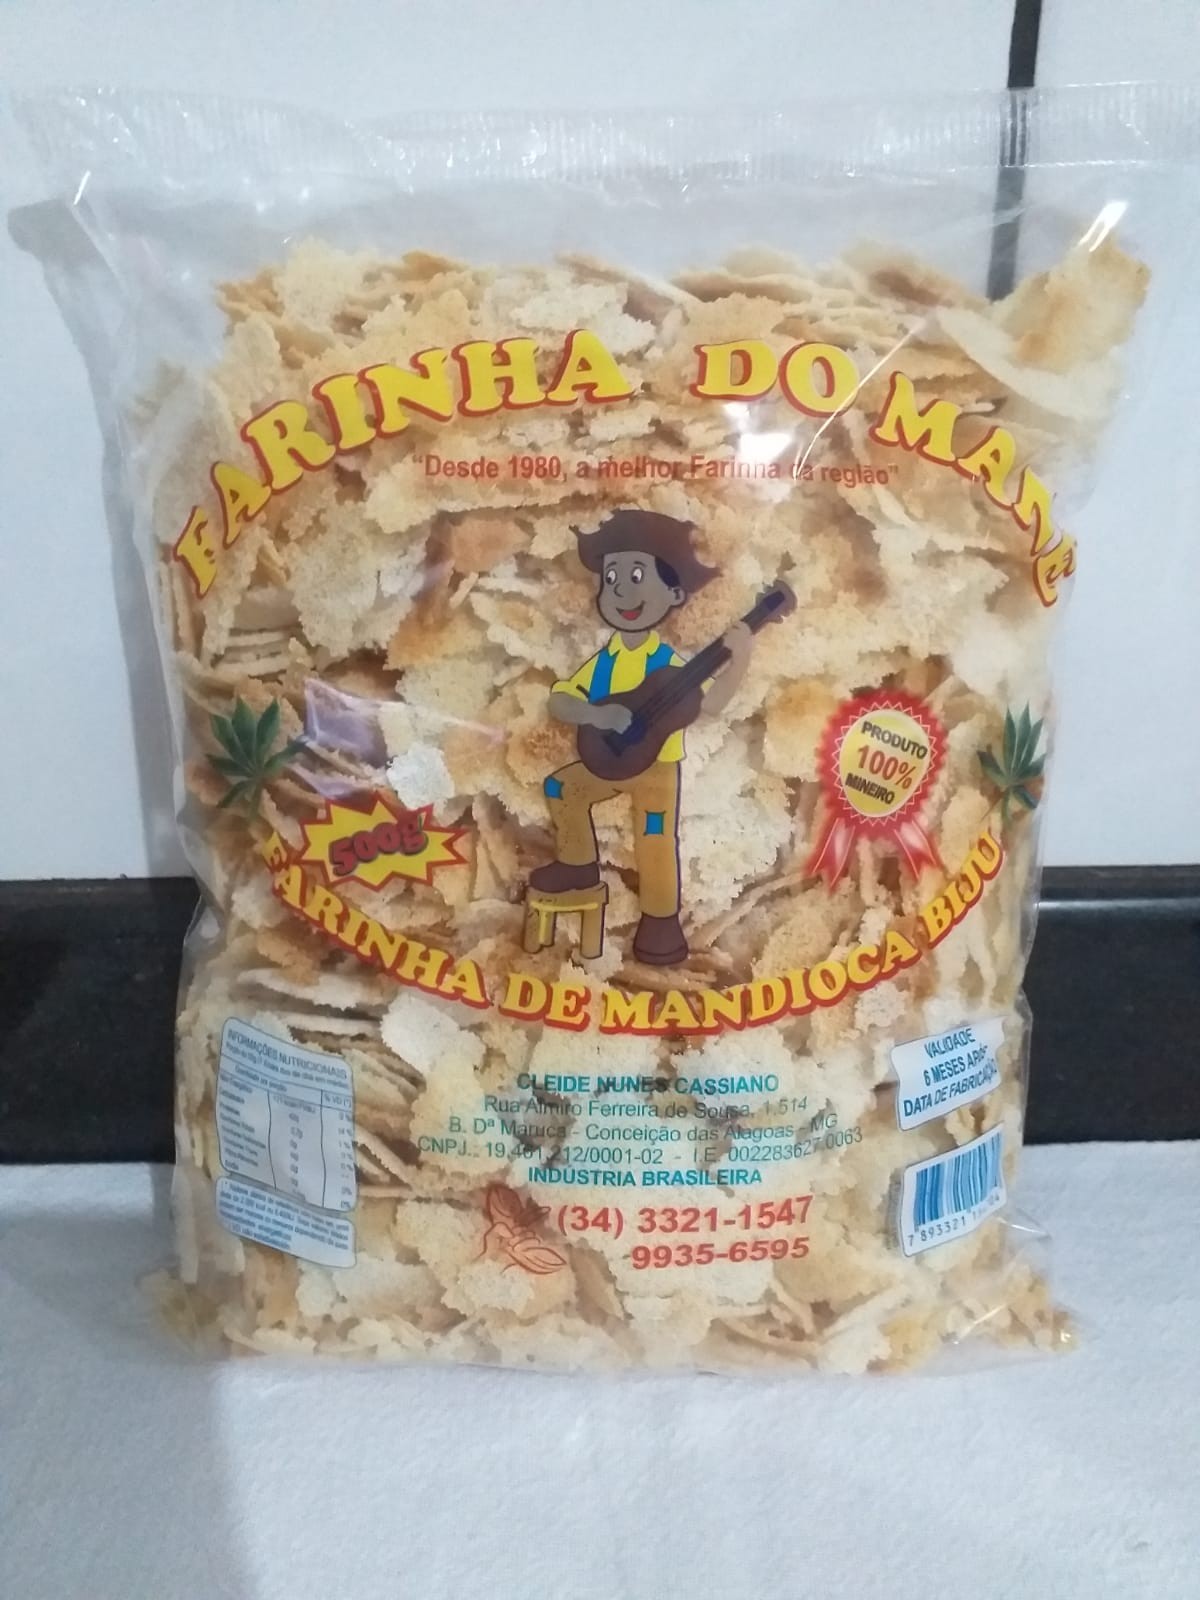 FARINHA DO MANÉ
"Desde 1980, a melhor Farinha da região"
PRODUTO
100%
MINEIRO
500g
FARINHA DE MANDIOCA BIJU
INFORMAÇÕES NUTRICIONAIS
% VD (*)
VALIDADE
6 MESES APÓS
DATA DE FABRICAÇÃO
CLEIDE NUNES CASSIANO
Rua Almiro Ferreira de Sousa, 1.514
B. Dª Maruca - Conceição das Alagoas - MG
CNPJ.: 19.461.212/0001-02 - I.E. 002283627.0063
INDÚSTRIA BRASILEIRA
(34) 3321-1547
9935-6595
7 893321